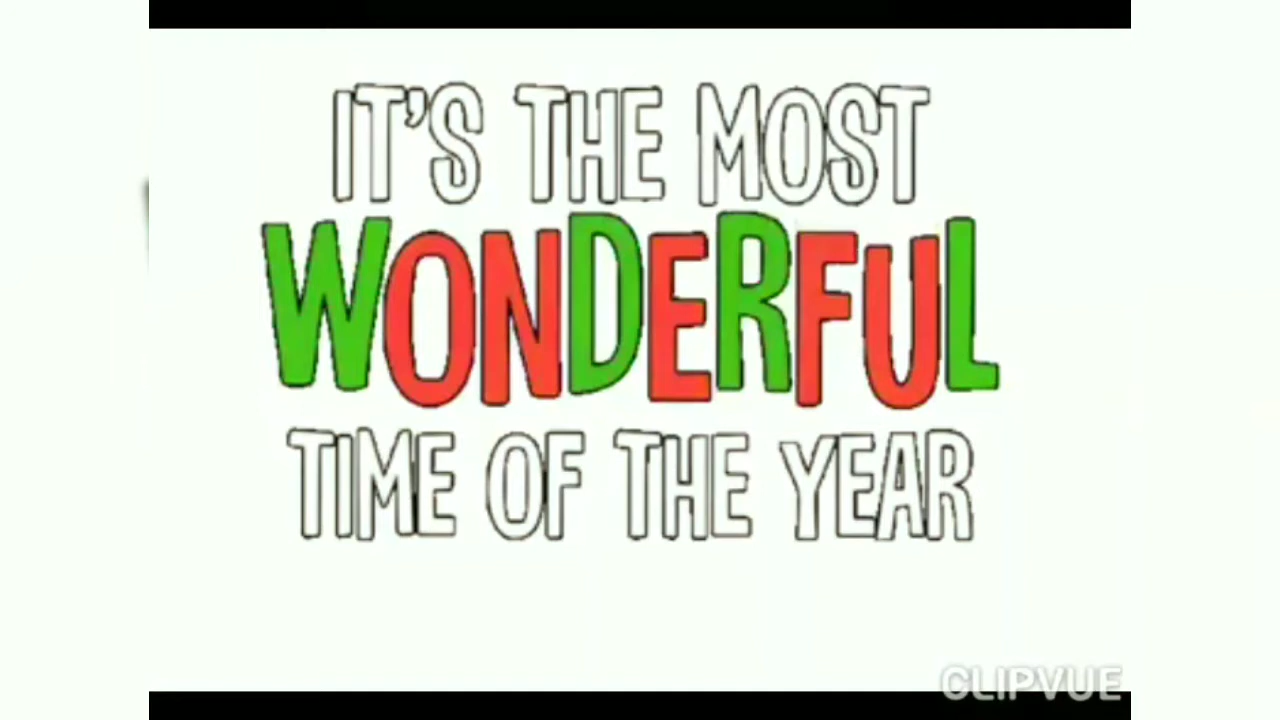 IT'S THE MOST
WONDERFUL
TIME OF THE YEAR
CLIPVUE